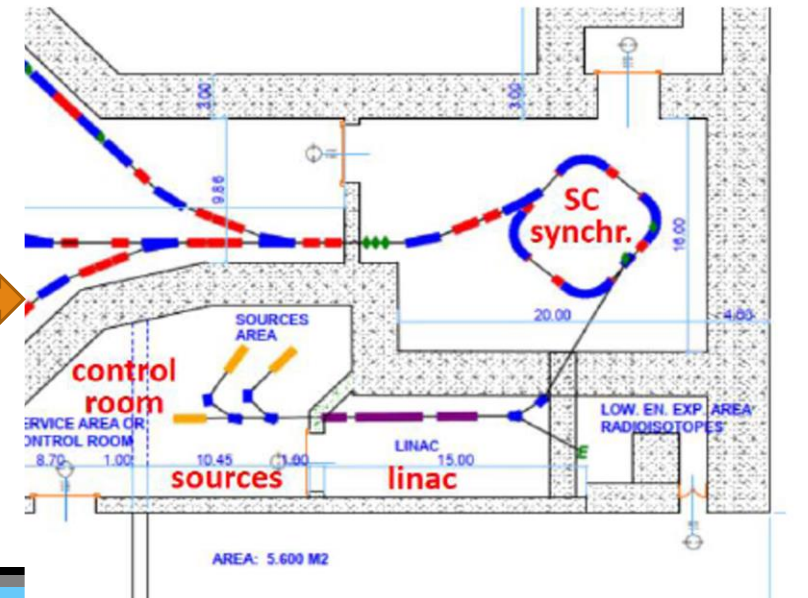 3.00
3.00
9.86
SC
synchr.
16.00
20.00
4.00
SOURCES
AREA
control
room
ERVICE AREA OR
ONTROL ROOM
LOW. EN. EXP. AREA
RADIOISOTOPES
LINAC
8.70
1.00
10.45
1.00
15.00
sources
linac
AREA: 5.600 M2